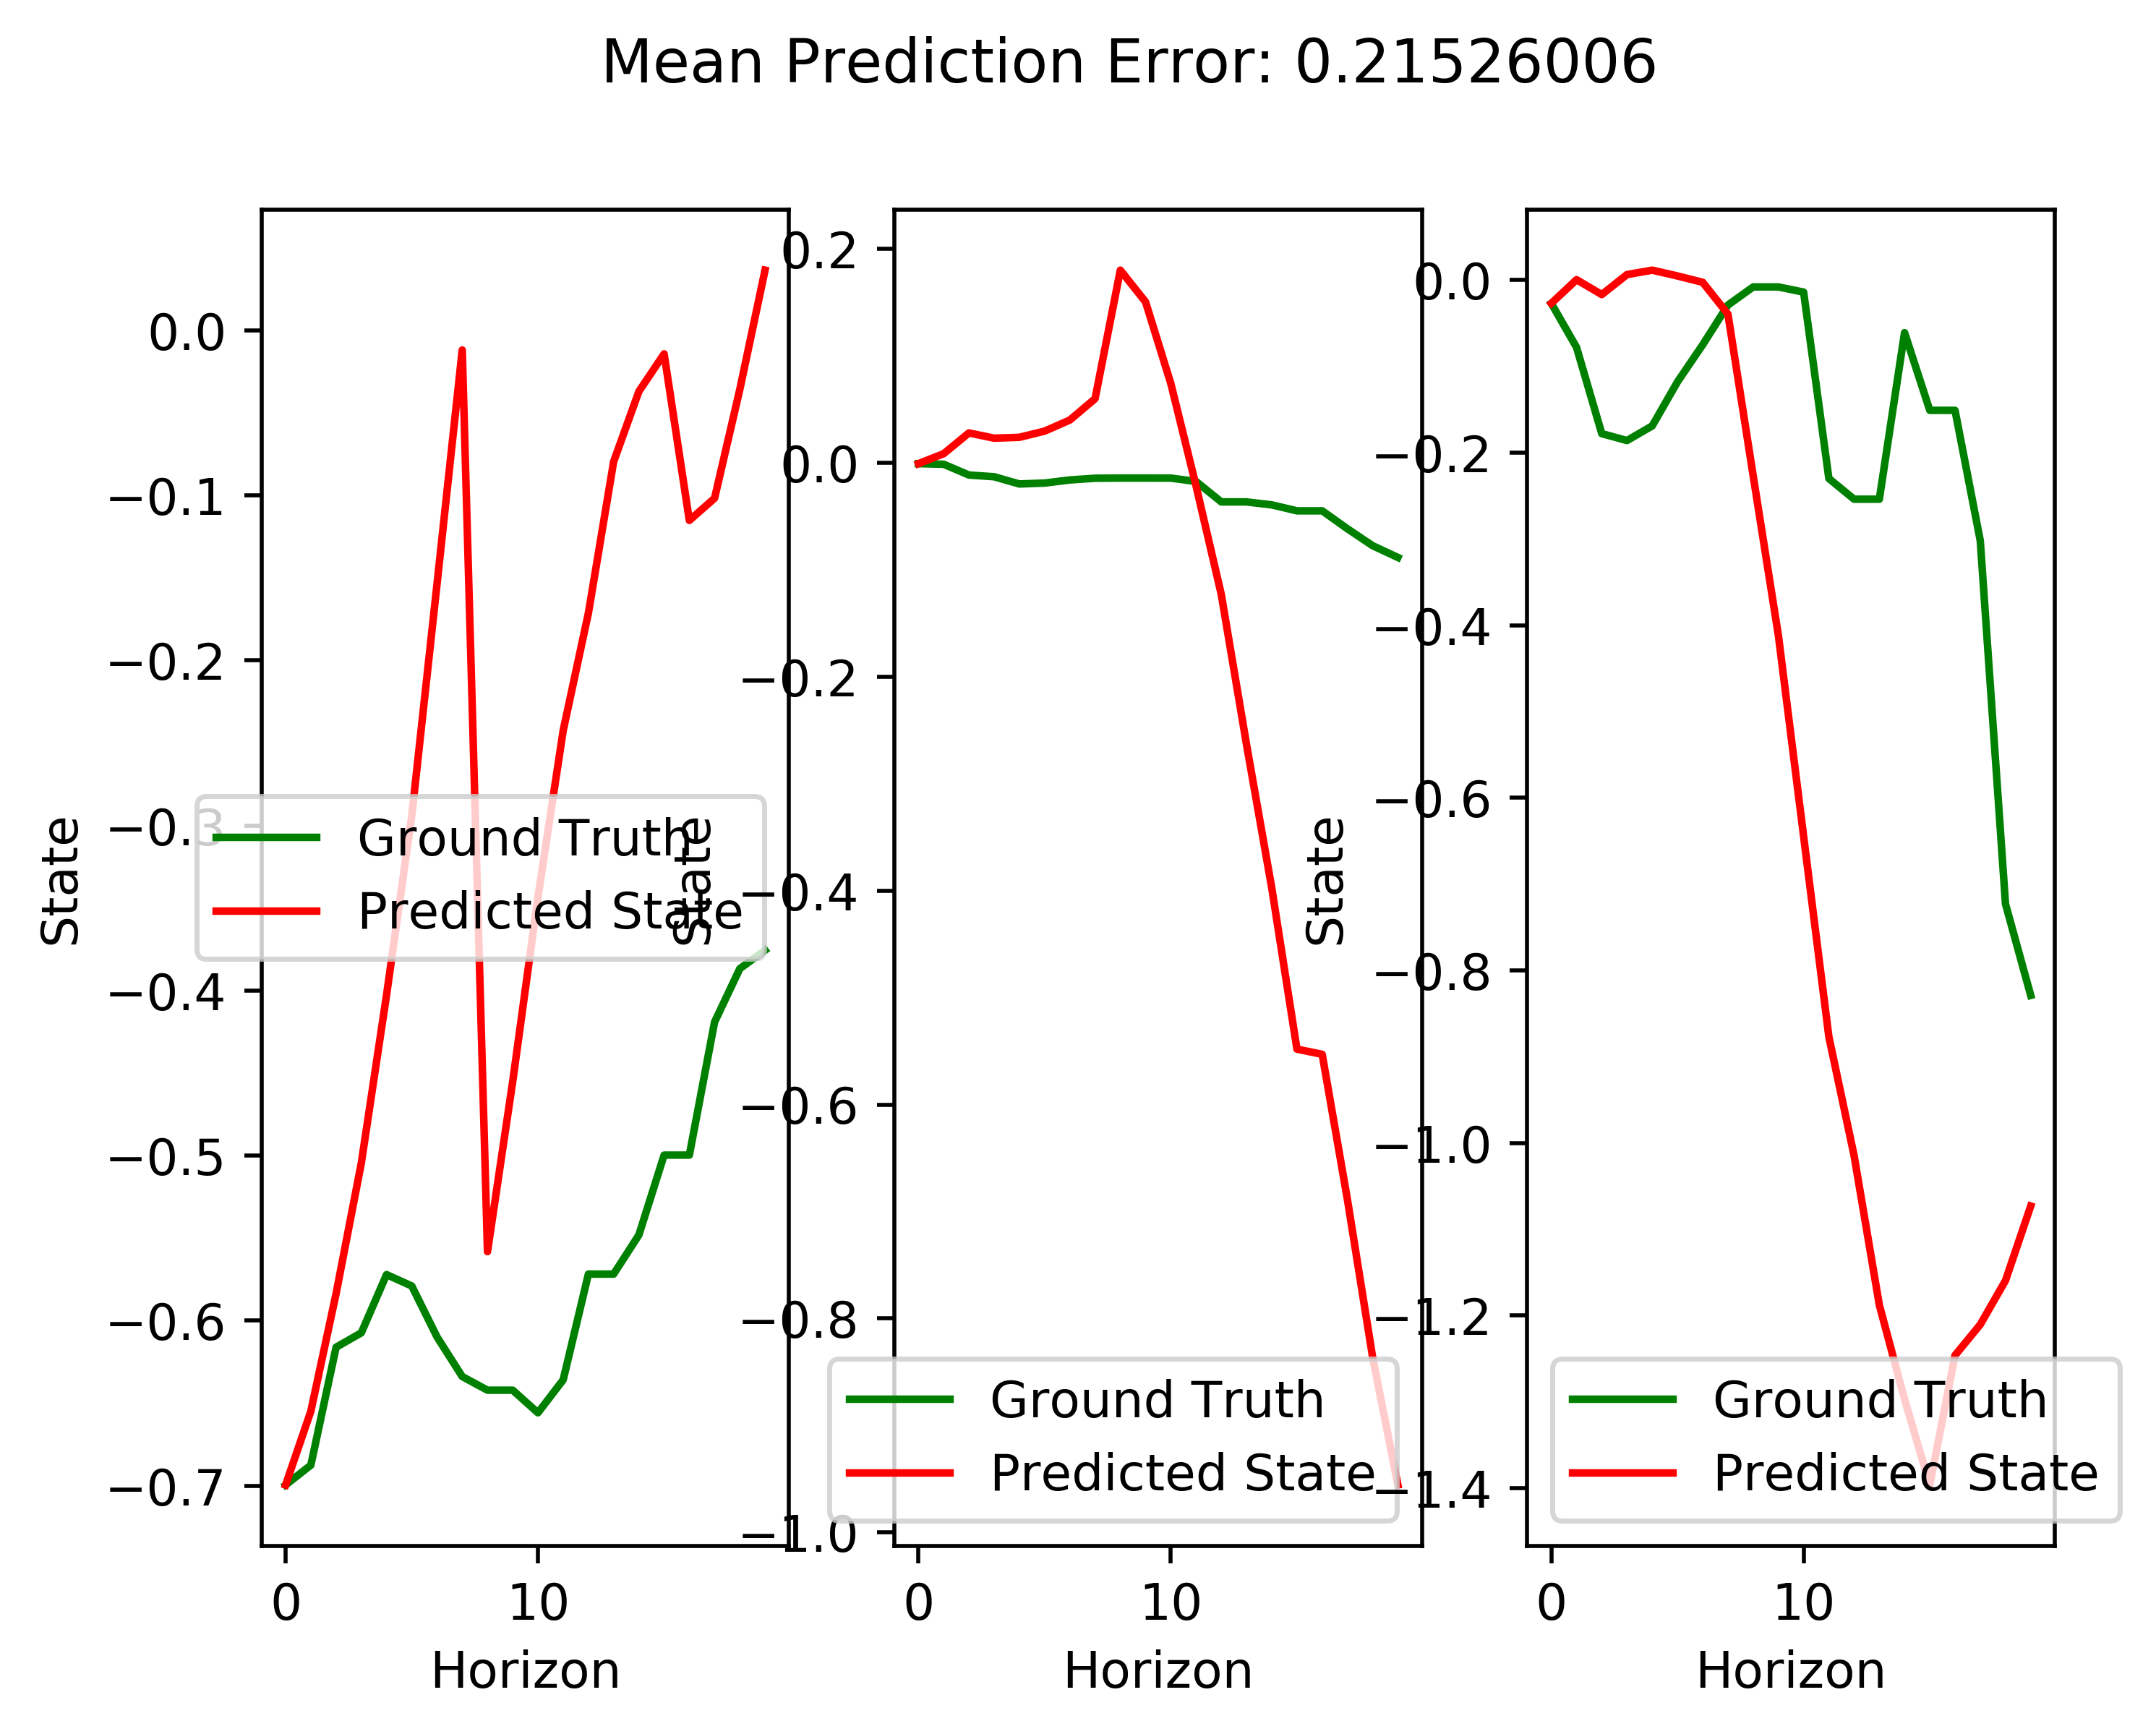 Mean Prediction Error: 0.21526006
0.0
−0.1
−0.2
−0.3
−0.4
−0.5
−0.6
−0.7
State
Ground Truth
Predicted State
0 10
Horizon
0.2
0.0
−0.2
−0.4
−0.6
−0.8
−1.0
State
Ground Truth
Predicted State
0 10
Horizon
0.0
−0.2
−0.4
−0.6
−0.8
−1.0
−1.2
−1.4
State
Ground Truth
Predicted State
0 10
Horizon